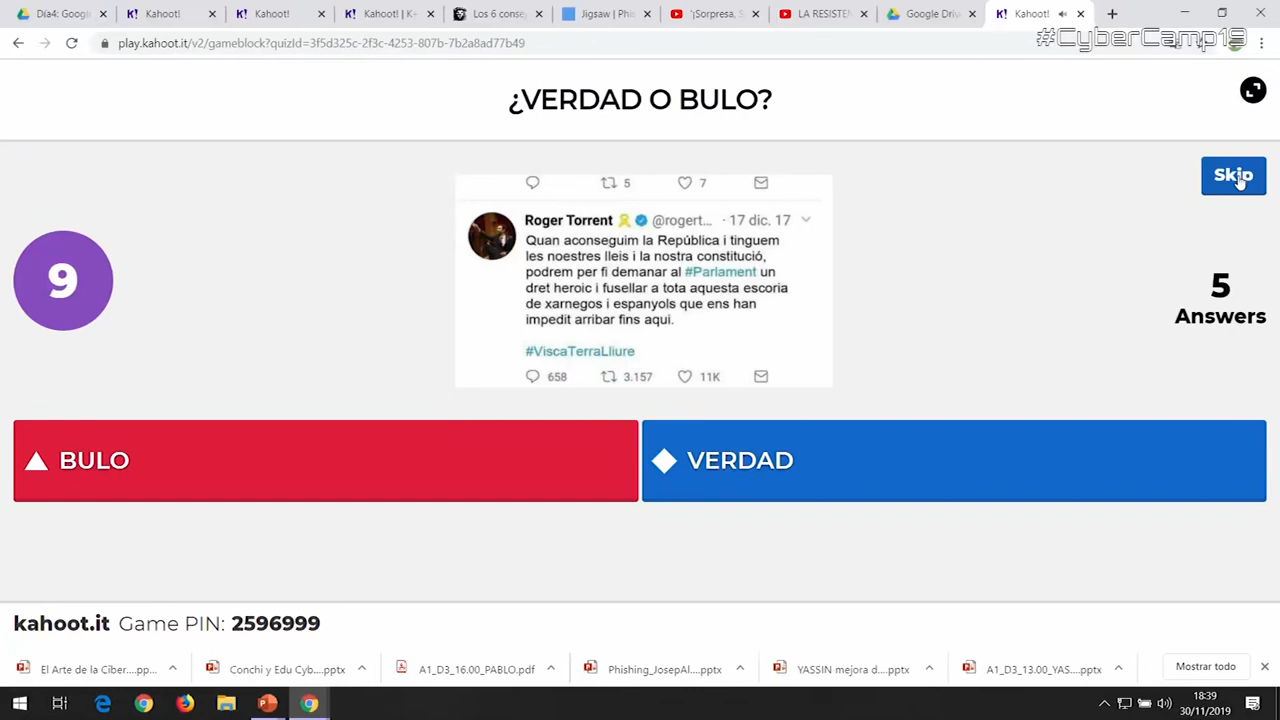 Día4: Googl
Kahoot!
Kahoot!
Kahoot! | K+
Los 6 conse
Jigsaw | Phis
'¡Sorpresa, S
LA RESISTEN
Google Driv
Kahoot!
play.kahoot.it/v2/gameblock?quizId=3f5d325c-2f3c-4253-807b-7b2a8ad77b49
#CyberCamp19
¿VERDAD O BULO?
Skip
5 7
Roger Torrent @rogert... · 17 dic. 17
Quan aconseguim la República i tinguem
les noestres lleis i la nostra constitució,
podrem per fi demanar al #Parlament un
dret heroic i fusellar a tota aquesta escoria
de xarnegos i espanyols que ens han
impedit arribar fins aqui.
#ViscaTerraLliure
658 3.157 11K
9
5
Answers
BULO
VERDAD
kahoot.it Game PIN: 2596999
El Arte de la Ciber....pp...
Conchi y Edu Cyb....pptx
A1_D3_16.00_PABLO.pdf
Phishing_JosepAl....pptx
YASSIN mejora d....pptx
A1_D3_13.00_YAS....pptx
Mostrar todo
18:39
30/11/2019